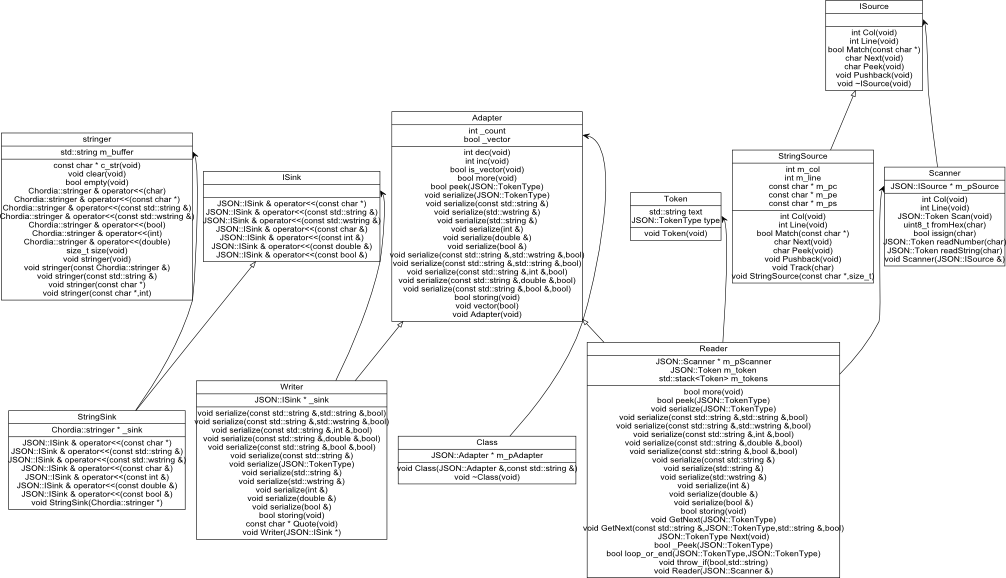 ISource
int Col(void)
int Line(void)
bool Match(const char *)
char Next(void)
char Peek(void)
void Pushback(void)
void ~ISource(void)
Adapter
int _count
bool _vector
int dec(void)
int inc(void)
bool is_vector(void)
bool more(void)
bool peek(JSON::TokenType)
void serialize(JSON::TokenType)
void serialize(const std::string &)
void serialize(std::wstring &)
void serialize(std::string &)
void serialize(int &)
void serialize(double &)
void serialize(bool &)
void serialize(const std::string &,std::wstring &,bool)
void serialize(const std::string &,std::string &,bool)
void serialize(const std::string &,int &,bool)
void serialize(const std::string &,double &,bool)
void serialize(const std::string &,bool &,bool)
bool storing(void)
void vector(bool)
void Adapter(void)
stringer
std::string m_buffer
const char * c_str(void)
void clear(void)
bool empty(void)
Chordia::stringer & operator<<(char)
Chordia::stringer & operator<<(const char *)
Chordia::stringer & operator<<(const std::string &)
Chordia::stringer & operator<<(const std::wstring &)
Chordia::stringer & operator<<(bool)
Chordia::stringer & operator<<(int)
Chordia::stringer & operator<<(double)
size_t size(void)
void stringer(void)
void stringer(const Chordia::stringer &)
void stringer(const std::string &)
void stringer(const char *)
void stringer(const char *,int)
ISink
JSON::ISink & operator<<(const char *)
JSON::ISink & operator<<(const std::string &)
JSON::ISink & operator<<(const std::wstring &)
JSON::ISink & operator<<(const char &)
JSON::ISink & operator<<(const int &)
JSON::ISink & operator<<(const double &)
JSON::ISink & operator<<(const bool &)
Token
std::string text
JSON::TokenType type
void Token(void)
StringSource
int m_col
int m_line
const char * m_pc
const char * m_pe
const char * m_ps
int Col(void)
int Line(void)
bool Match(const char *)
char Next(void)
char Peek(void)
void Pushback(void)
void Track(char)
void StringSource(const char *,size_t)
Scanner
JSON::ISource * m_pSource
int Col(void)
int Line(void)
JSON::Token Scan(void)
uint8_t fromHex(char)
bool issign(char)
JSON::Token readNumber(char)
JSON::Token readString(char)
void Scanner(JSON::ISource &)
StringSink
Chordia::stringer * _sink
JSON::ISink & operator<<(const char *)
JSON::ISink & operator<<(const std::string &)
JSON::ISink & operator<<(const std::wstring &)
JSON::ISink & operator<<(const char &)
JSON::ISink & operator<<(const int &)
JSON::ISink & operator<<(const double &)
JSON::ISink & operator<<(const bool &)
void StringSink(Chordia::stringer *)
Writer
JSON::ISink * _sink
void serialize(const std::string &,std::string &,bool)
void serialize(const std::string &,std::wstring &,bool)
void serialize(const std::string &,int &,bool)
void serialize(const std::string &,double &,bool)
void serialize(const std::string &,bool &,bool)
void serialize(const std::string &)
void serialize(JSON::TokenType)
void serialize(std::string &)
void serialize(std::wstring &)
void serialize(int &)
void serialize(double &)
void serialize(bool &)
bool storing(void)
const char * Quote(void)
void Writer(JSON::ISink *)
Class
JSON::Adapter * m_pAdapter
void Class(JSON::Adapter &,const std::string &)
void ~Class(void)
Reader
JSON::Scanner * m_pScanner
JSON::Token m_token
std::stack<Token> m_tokens
bool more(void)
bool peek(JSON::TokenType)
void serialize(JSON::TokenType)
void serialize(const std::string &,std::string &,bool)
void serialize(const std::string &,std::wstring &,bool)
void serialize(const std::string &,int &,bool)
void serialize(const std::string &,double &,bool)
void serialize(const std::string &,bool &,bool)
void serialize(const std::string &)
void serialize(std::string &)
void serialize(std::wstring &)
void serialize(int &)
void serialize(double &)
void serialize(bool &)
bool storing(void)
void GetNext(JSON::TokenType)
void GetNext(const std::string &,JSON::TokenType,std::string &,bool)
JSON::TokenType Next(void)
bool _Peek(JSON::TokenType)
bool loop_or_end(JSON::TokenType,JSON::TokenType)
void throw_if(bool,std::string)
void Reader(JSON::Scanner &)